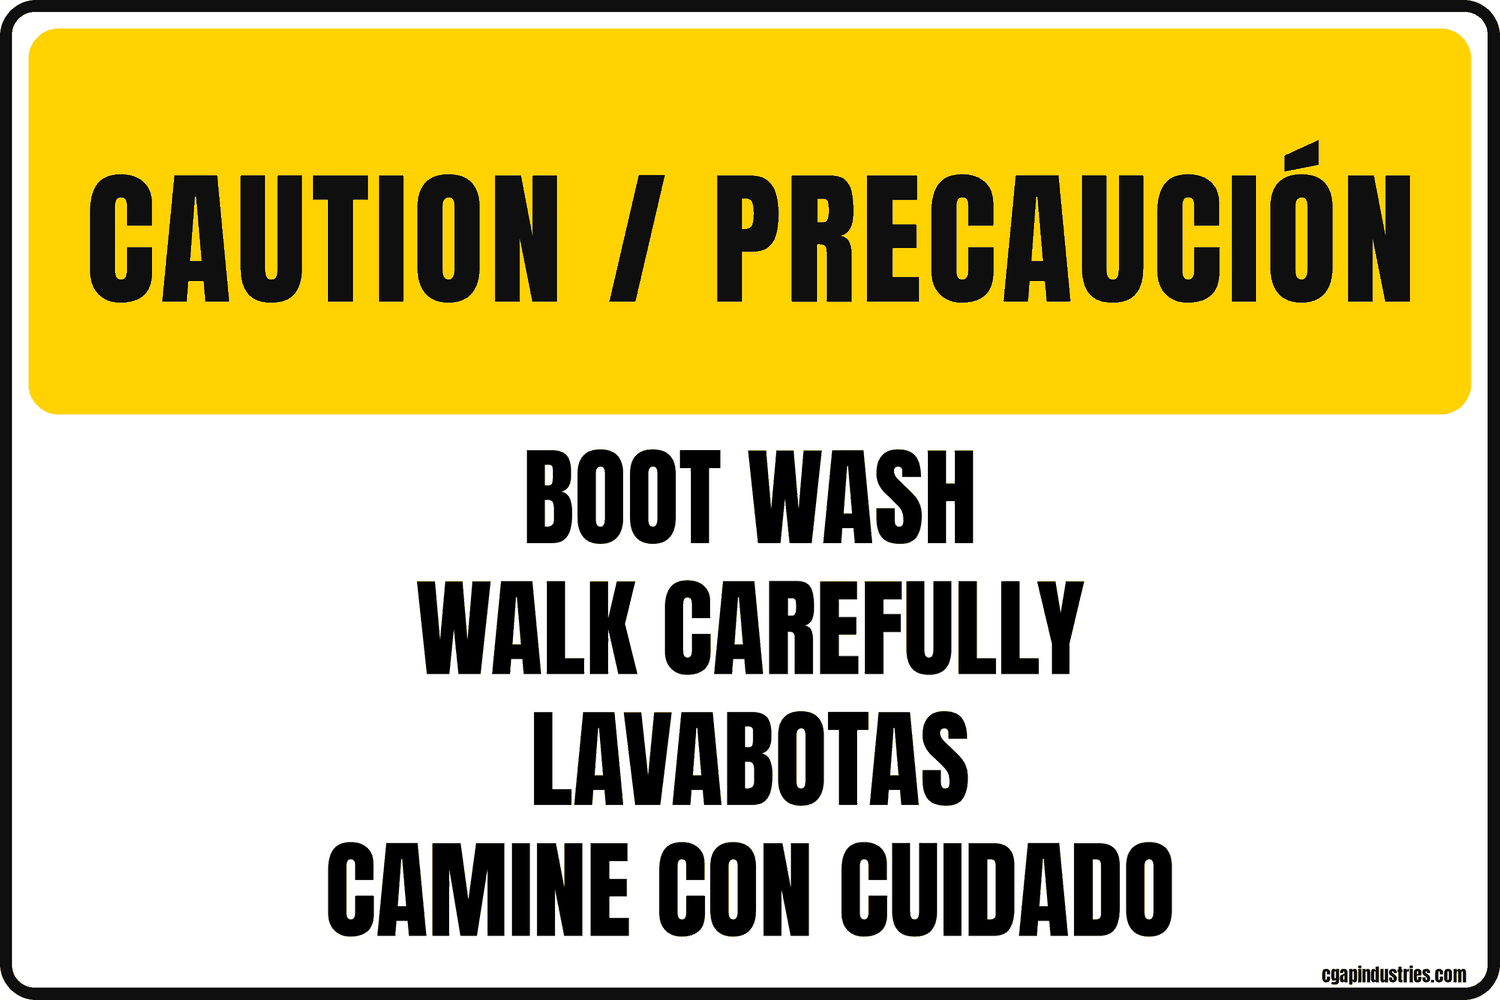 CAUTION / PRECAUCIÓN
BOOT WASH
WALK CAREFULLY
LAVABOTAS
CAMINE CON CUIDADO
cgapindustries.com